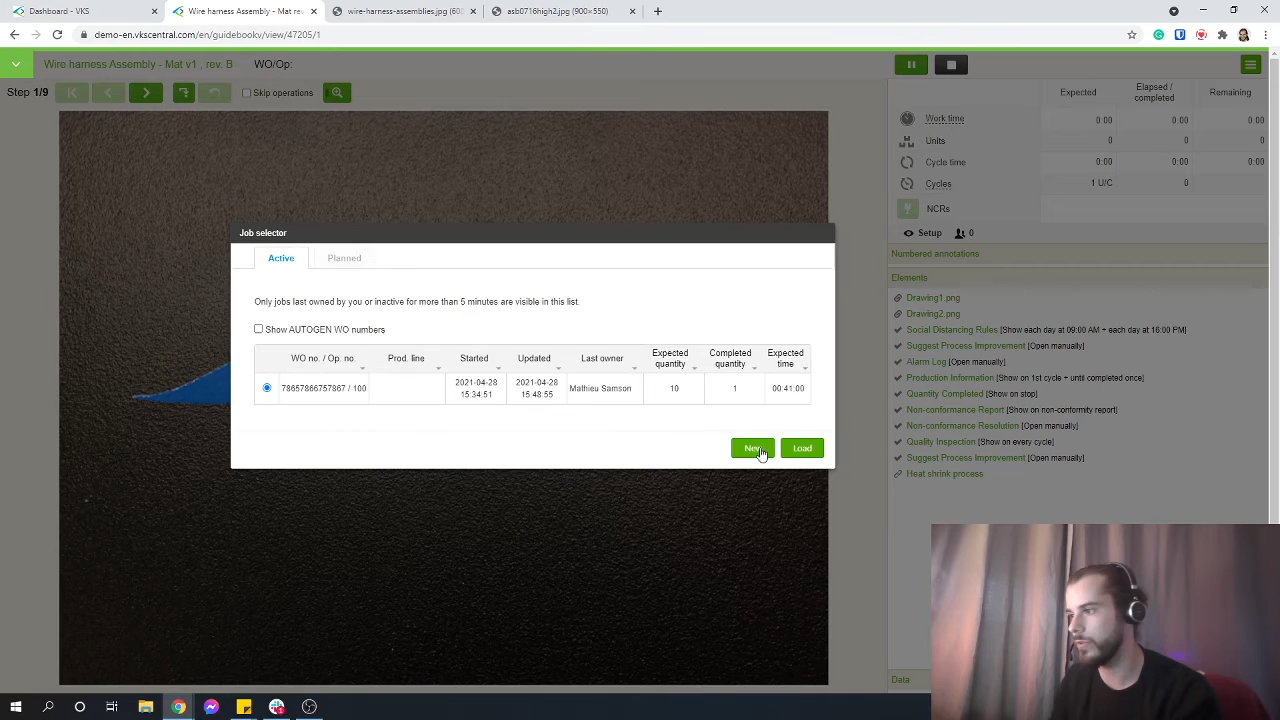 Dashboard - VKS
Wire harness Assembly - Mat rev
wire-harness-assemblies.jpg (60
asb0716high2.jpg (900×550)
demo-en.vkscentral.com/en/guidebookv/view/47205/1
Wire harness Assembly - Mat v1 , rev. B WO/Op:
Step 1/9
Skip operations
Expected
Elapsed / completed
Remaining
Work time 0:00 0:00 0:00
Units 0 0 0
Cycle time 0:00 0:00 0:00
Cycles 1 U/C 0
NCRs
Setup 0
Numbered annotations
Elements
Drawing1.png
Drawing2.png
Social Distancing Rules [Show each day at 09:00 AM + each day at 16:00 PM]
Suggest Process Improvement [Open manually]
Alarm Log [Open manually]
Production Information [Show on 1st cycle + until completed once]
Quantity Completed [Show on stop]
Non-conformance Report [Show on non-conformity report]
Non-conformance Resolution [Open manually]
Quality Inspection [Show on every cycle]
Suggest Process Improvement [Open manually]
Heat shrink process
Data
Job selector
Active Planned
Only jobs last owned by you or inactive for more than 5 minutes are visible in this list.
Show AUTOGEN WO numbers
WO no. / Op. no. Prod. line Started Updated Last owner Expected quantity Completed quantity Expected time
78657866757867 / 100 2021-04-28 15:34:51 2021-04-28 15:48:55 Mathieu Samson 10 1 00:41:00
New Load